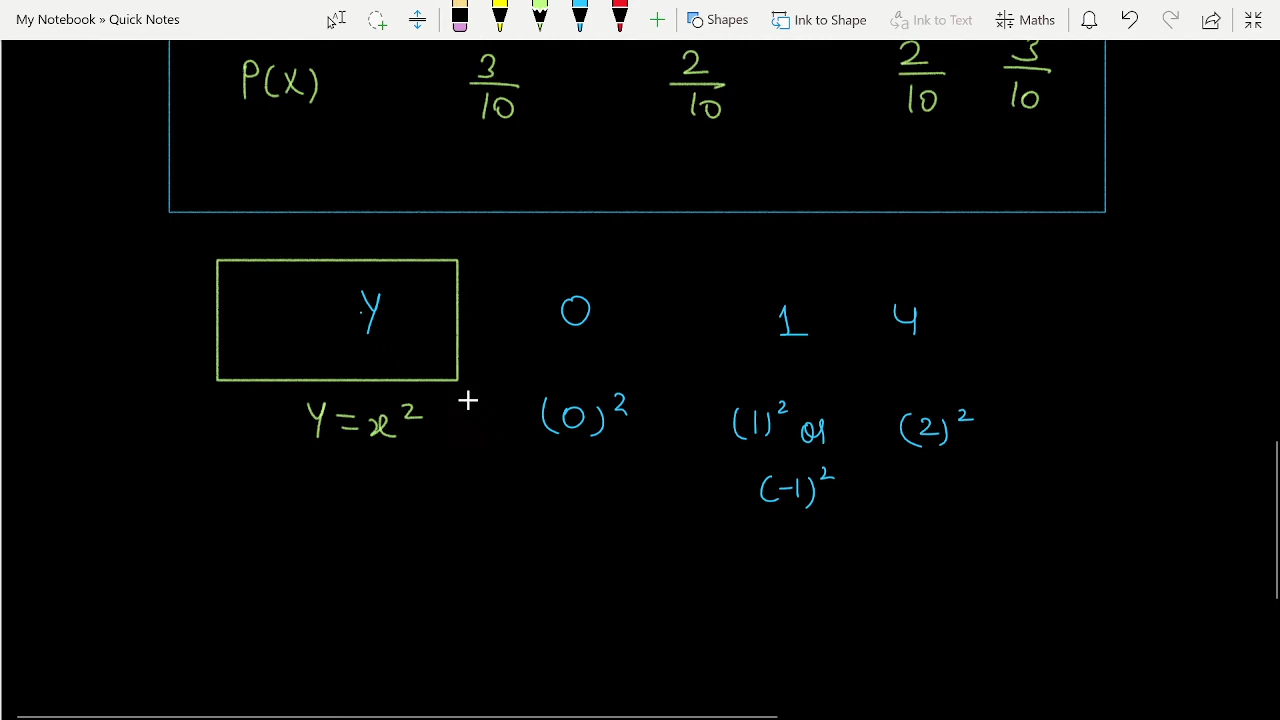 My Notebook » Quick Notes
Shapes
Ink to Shape
Ink to Text
Maths
P(X) 3/10 2/10 2/10 3/10
Y 0 1 4
Y = x² (0)² (1)² or (2)²
(-1)²